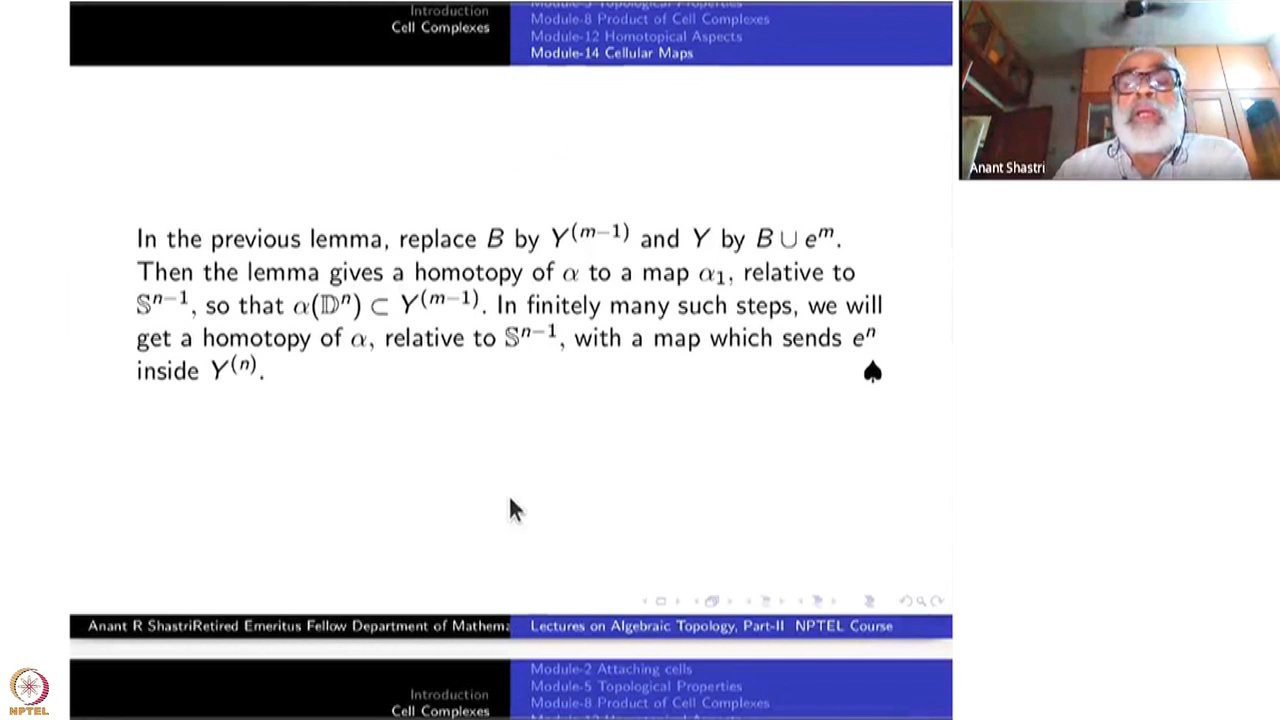 Introduction
Cell Complexes
Module-5 Topological Properties
Module-8 Product of Cell Complexes
Module-12 Homotopical Aspects
Module-14 Cellular Maps
Anant Shastri
In the previous lemma, replace B by Y^(m−1) and Y by B ∪ e^m.
Then the lemma gives a homotopy of α to a map α₁, relative to
𝕊^{n−1}, so that α(𝔻^n) ⊂ Y^(m−1). In finitely many such steps, we will
get a homotopy of α, relative to 𝕊^{n−1}, with a map which sends e^n
inside Y^(n). ♠
Anant R ShastriRetired Emeritus Fellow Department of Mathema
Lectures on Algebraic Topology, Part-II NPTEL Course
Introduction
Cell Complexes
Module-2 Attaching cells
Module-5 Topological Properties
Module-8 Product of Cell Complexes
NPTEL